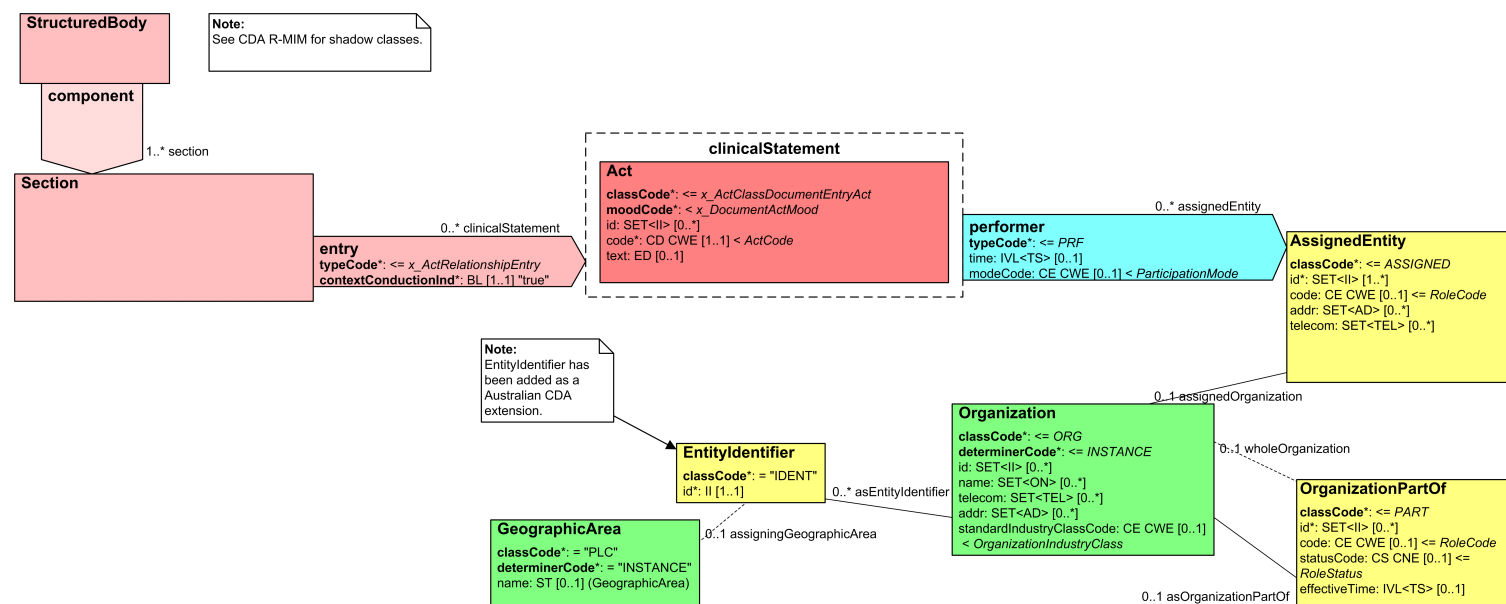 StructuredBody
Note:
See CDA R-MIM for shadow classes.
component
1..* section
Section
0..* clinicalStatement
entry
typeCode*: <= x_ActRelationshipEntry
contextConductionInd*: BL [1..1] "true"
clinicalStatement
Act
classCode*: <= x_ActClassDocumentEntryAct
moodCode*: < x_DocumentActMood
id: SET<II> [0..*]
code*: CD CWE [1..1] < ActCode
text: ED [0..1]
0..* assignedEntity
performer
typeCode*: <= PRF
time: IVL<TS> [0..1]
modeCode: CE CWE [0..1] < ParticipationMode
AssignedEntity
classCode*: <= ASSIGNED
id*: SET<II> [1..*]
code: CE CWE [0..1] <= RoleCode
addr: SET<AD> [0..*]
telecom: SET<TEL> [0..*]
Note:
EntityIdentifier has
been added as a
Australian CDA
extension.
0..1 assignedOrganization
Organization
classCode*: <= ORG
determinerCode*: <= INSTANCE
id: SET<II> [0..*]
name: SET<ON> [0..*]
telecom: SET<TEL> [0..*]
addr: SET<AD> [0..*]
standardIndustryClassCode: CE CWE [0..1]
< OrganizationIndustryClass
0..1 wholeOrganization
EntityIdentifier
classCode*: = "IDENT"
id*: II [1..1]
0..* asEntityIdentifier
OrganizationPartOf
classCode*: <= PART
id*: SET<II> [0..*]
code: CE CWE [0..1] <= RoleCode
statusCode: CS CNE [0..1] <=
RoleStatus
effectiveTime: IVL<TS> [0..1]
GeographicArea
classCode*: = "PLC"
determinerCode*: = "INSTANCE"
name: ST [0..1] (GeographicArea)
0..1 assigningGeographicArea
0..1 asOrganizationPartOf